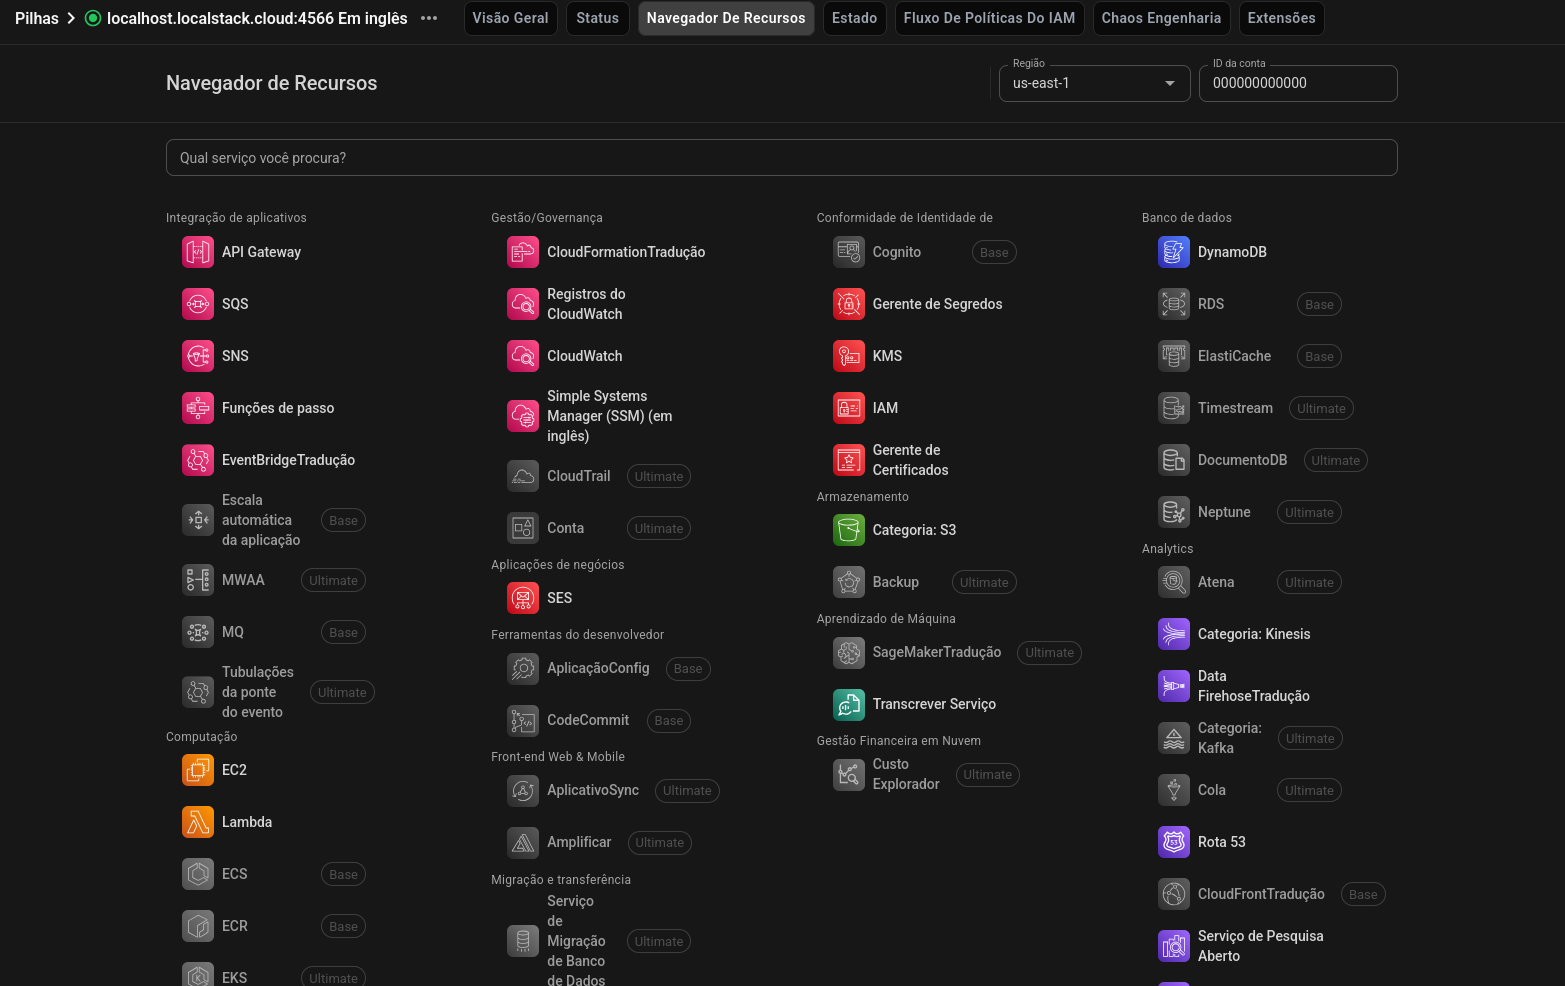 Pilhas
localhost.localstack.cloud:4566 Em inglês
Visão Geral
Status
Navegador De Recursos
Estado
Fluxo De Políticas Do IAM
Chaos Engenharia
Extensões
Navegador de Recursos
Região
us-east-1
ID da conta
000000000000
Qual serviço você procura?
Integração de aplicativos
API Gateway
SQS
SNS
Funções de passo
EventBridgeTradução
Escala
automática
da aplicação
Base
MWAA
Ultimate
MQ
Base
Tubulações
da ponte
do evento
Ultimate
Computação
EC2
Lambda
ECS
Base
ECR
Base
EKS
Ultimate
Gestão/Governança
CloudFormationTradução
Registros do
CloudWatch
CloudWatch
Simple Systems
Manager (SSM) (em
inglês)
CloudTrail
Ultimate
Conta
Ultimate
Aplicações de negócios
SES
Ferramentas do desenvolvedor
AplicaçãoConfig
Base
CodeCommit
Base
Front-end Web & Mobile
AplicativoSync
Ultimate
Amplificar
Ultimate
Migração e transferência
Serviço
de
Migração
de Banco
de Dados
Ultimate
Conformidade de Identidade de
Cognito
Base
Gerente de Segredos
KMS
IAM
Gerente de
Certificados
Armazenamento
Categoria: S3
Backup
Ultimate
Aprendizado de Máquina
SageMakerTradução
Ultimate
Transcrever Serviço
Gestão Financeira em Nuvem
Custo
Explorador
Ultimate
Banco de dados
DynamoDB
RDS
Base
ElastiCache
Base
Timestream
Ultimate
DocumentoDB
Ultimate
Neptune
Ultimate
Analytics
Atena
Ultimate
Categoria: Kinesis
Data
FirehoseTradução
Categoria:
Kafka
Ultimate
Cola
Ultimate
Rota 53
CloudFrontTradução
Base
Serviço de Pesquisa
Aberto